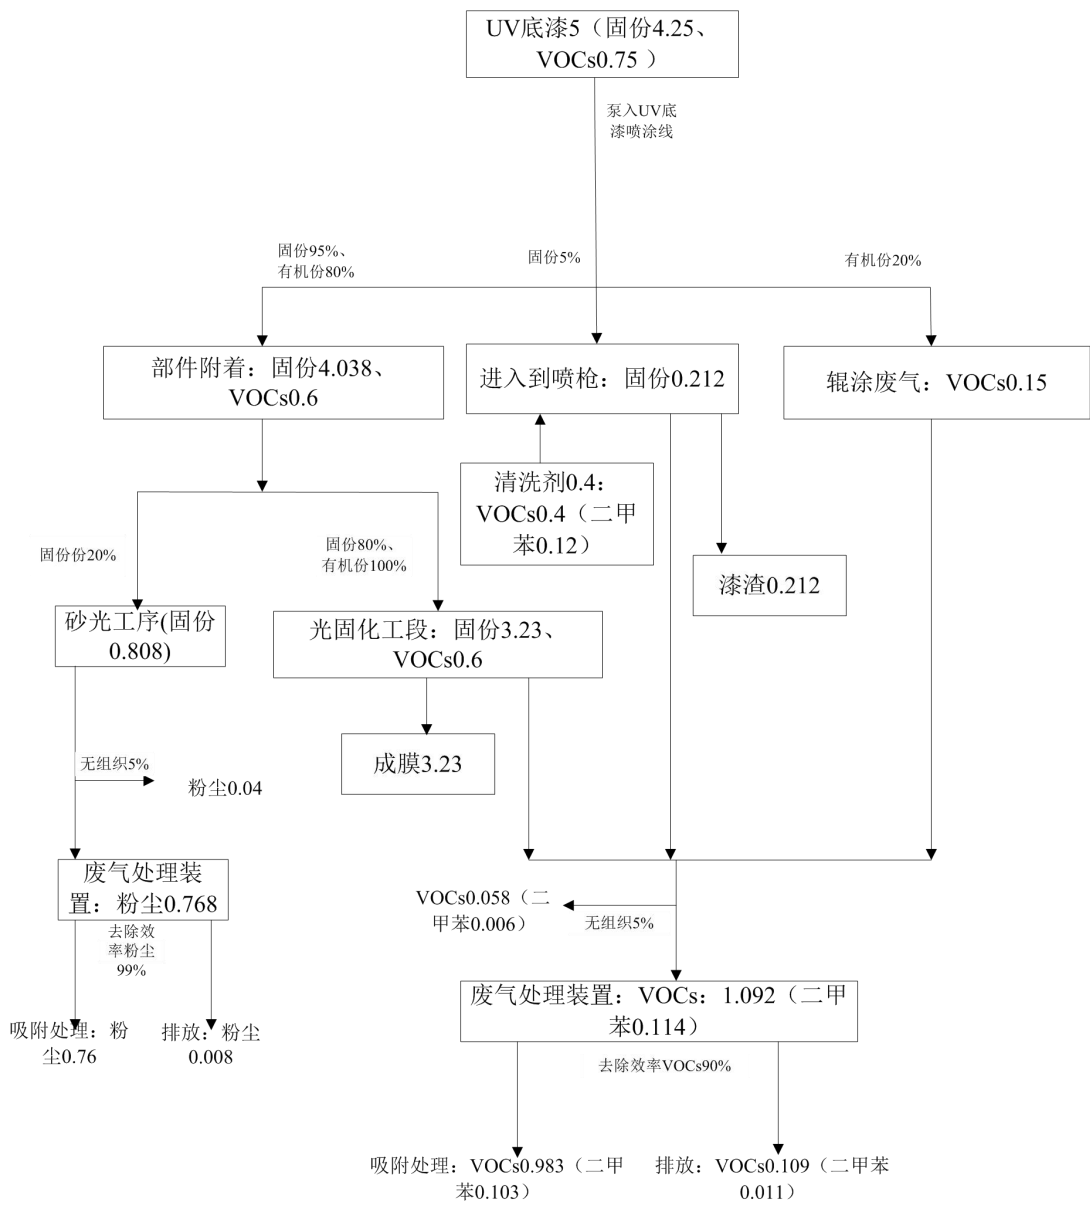 UV底漆5（固份4.25、
VOCs0.75 ）
泵入UV底
漆喷涂线
固份95%、
有机份80%
固份5%
有机份20%
部件附着：固份4.038、
VOCs0.6
进入到喷枪：固份0.212
辊涂废气：VOCs0.15
清洗剂0.4：
VOCs0.4（二甲
苯0.12）
固份份20%
固份80%、
有机份100%
漆渣0.212
砂光工序(固份
0.808)
光固化工段：固份3.23、
VOCs0.6
成膜3.23
无组织5%
粉尘0.04
废气处理装
置：粉尘0.768
VOCs0.058（二
甲苯0.006）
无组织5%
去除效
率粉尘
99%
废气处理装置：VOCs：1.092（二甲
苯0.114）
吸附处理：粉
尘0.76
排放：粉尘
0.008
去除效率VOCs90%
吸附处理：VOCs0.983（二甲
苯0.103）
排放：VOCs0.109（二甲苯
0.011）